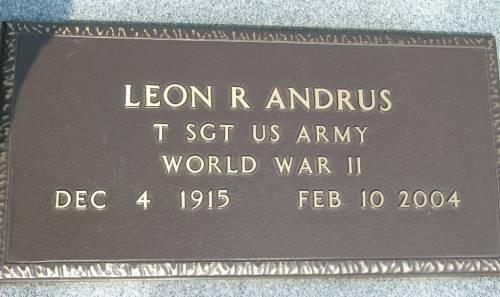 LEON R ANDRUS
T SGT US ARMY
WORLD WAR II
DEC 4 1915 FEB 10 2004